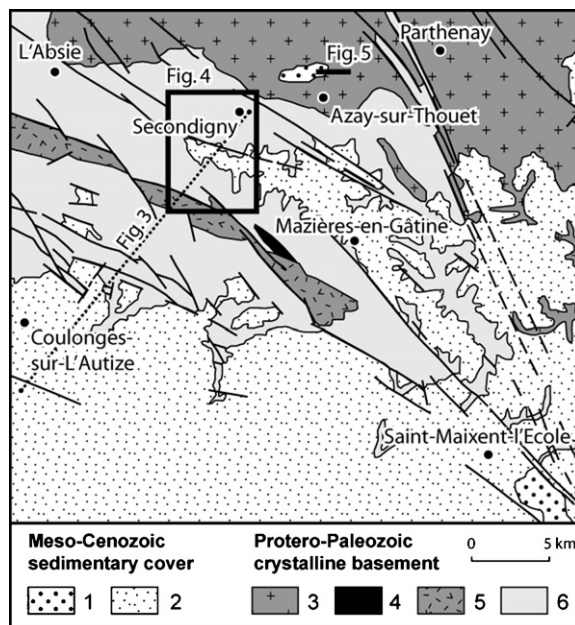 L'Absie
Fig. 5
Parthenay
Fig. 4
Secondigny
Azay-sur-Thouet
Fig. 3
Mazières-en-Gâtine
Coulonges-
sur-L'Autize
Saint-Maixent-l'Ecole
Meso-Cenozoic
sedimentary cover
Protero-Paleozoic
crystalline basement
0 5 km
1 2 3 4 5 6